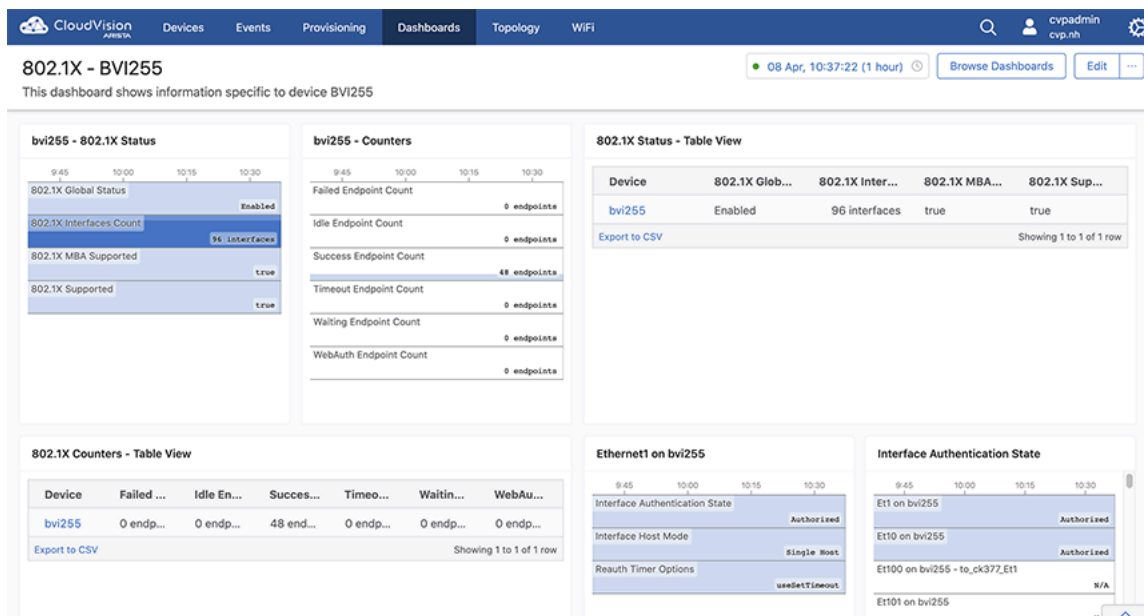 CloudVision
ARISTA
Devices
Events
Provisioning
Dashboards
Topology
WiFi
cvpadmin
cvp.nh
802.1X - BVI255
This dashboard shows information specific to device BVI255
08 Apr, 10:37:22 (1 hour)
Browse Dashboards
Edit
...
bvi255 - 802.1X Status
9:45 10:00 10:15 10:30
802.1X Global Status
Enabled
802.1X Interfaces Count
96 interfaces
802.1X MBA Supported
true
802.1X Supported
true
bvi255 - Counters
9:45 10:00 10:15 10:30
Failed Endpoint Count
0 endpoints
Idle Endpoint Count
0 endpoints
Success Endpoint Count
48 endpoints
Timeout Endpoint Count
0 endpoints
Waiting Endpoint Count
0 endpoints
WebAuth Endpoint Count
0 endpoints
802.1X Status - Table View
Device 802.1X Glob... 802.1X Inter... 802.1X MBA... 802.1X Sup...
bvi255 Enabled 96 interfaces true true
Export to CSV Showing 1 to 1 of 1 row
802.1X Counters - Table View
Device Failed ... Idle En... Succes... Timeo... Waitin... WebAu...
bvi255 0 endp... 0 endp... 48 end... 0 endp... 0 endp... 0 endp...
Export to CSV Showing 1 to 1 of 1 row
Ethernet1 on bvi255
9:45 10:00 10:15 10:30
Interface Authentication State
Authorized
Interface Host Mode
Single Host
Reauth Timer Options
useSetTimeout
Interface Authentication State
9:45 10:00 10:15 10:30
Et1 on bvi255
Authorized
Et10 on bvi255
Authorized
Et100 on bvi255 - to_ck377_Et1
N/A
Et101 on bvi255